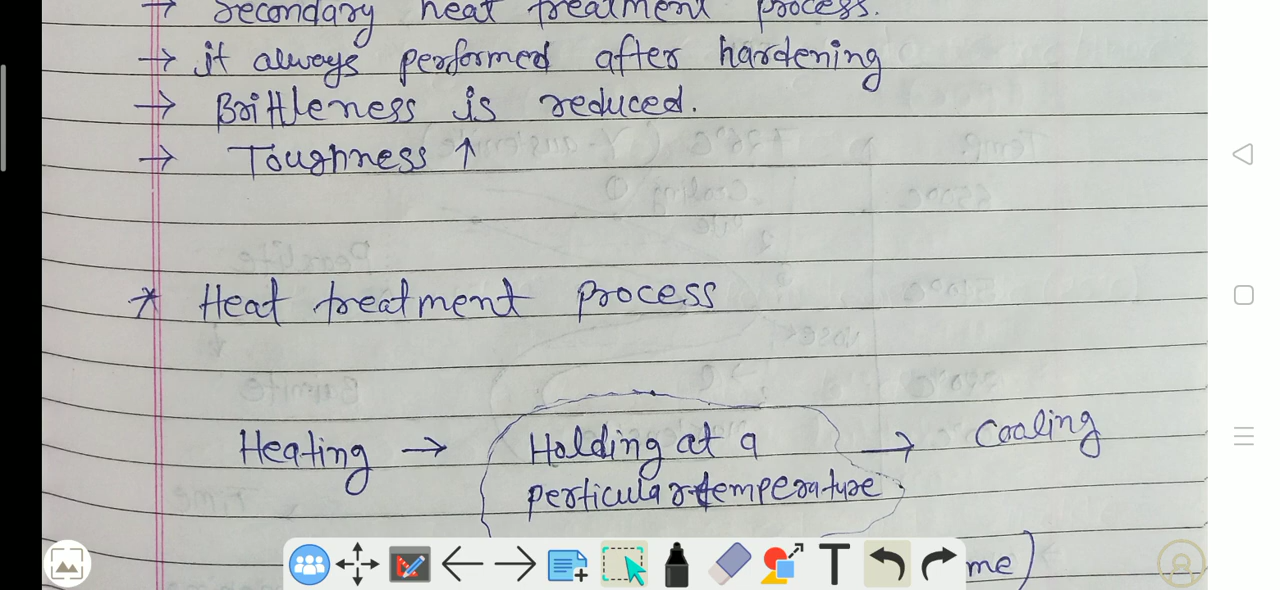 → Secondary heat treatment process.
→ it always performed after hardening
→ Brittleness is reduced.
→ Toughness ↑
* Heat treatment process
Heating → Holding at a → Cooling
perticular temperature
me)
T